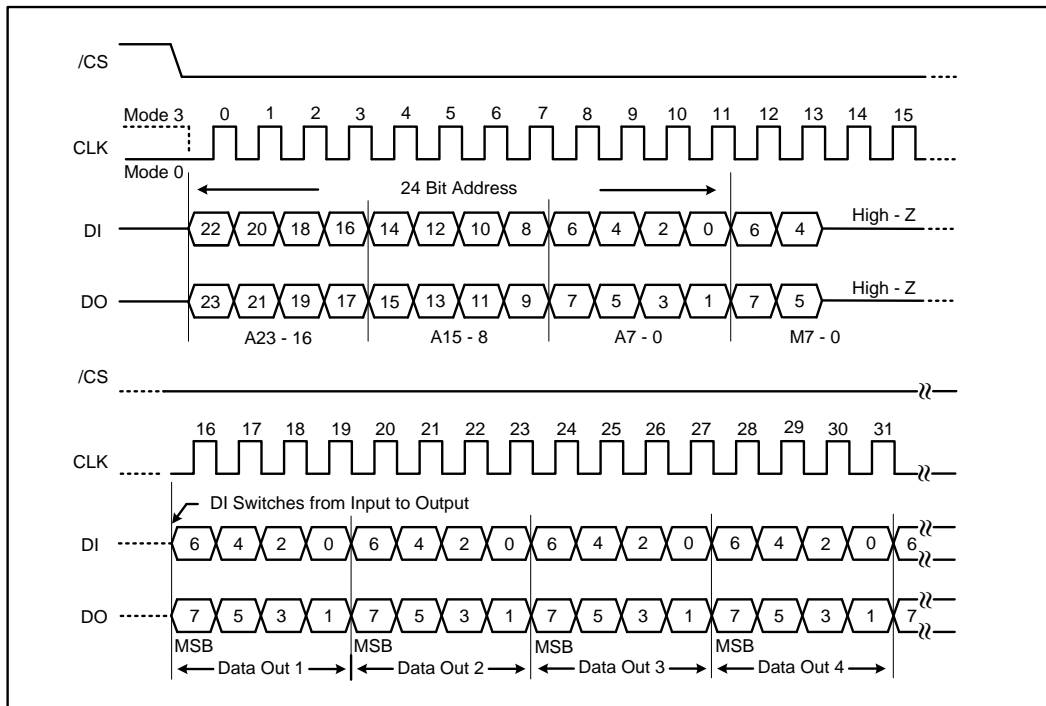 /CS
Mode 3 0 1 2 3 4 5 6 7 8 9 10 11 12 13 14 15
CLK
Mode 0
24 Bit Address
DI 22 20 18 16 14 12 10 8 6 4 2 0 6 4 High - Z
DO 23 21 19 17 15 13 11 9 7 5 3 1 7 5 High - Z
A23 - 16 A15 - 8 A7 - 0 M7 - 0
/CS
16 17 18 19 20 21 22 23 24 25 26 27 28 29 30 31
CLK
DI Switches from Input to Output
DI 6 4 2 0 6 4 2 0 6 4 2 0 6 4 2 0 6
DO 7 5 3 1 7 5 3 1 7 5 3 1 7 5 3 1 7
MSB MSB MSB MSB
Data Out 1 Data Out 2 Data Out 3 Data Out 4